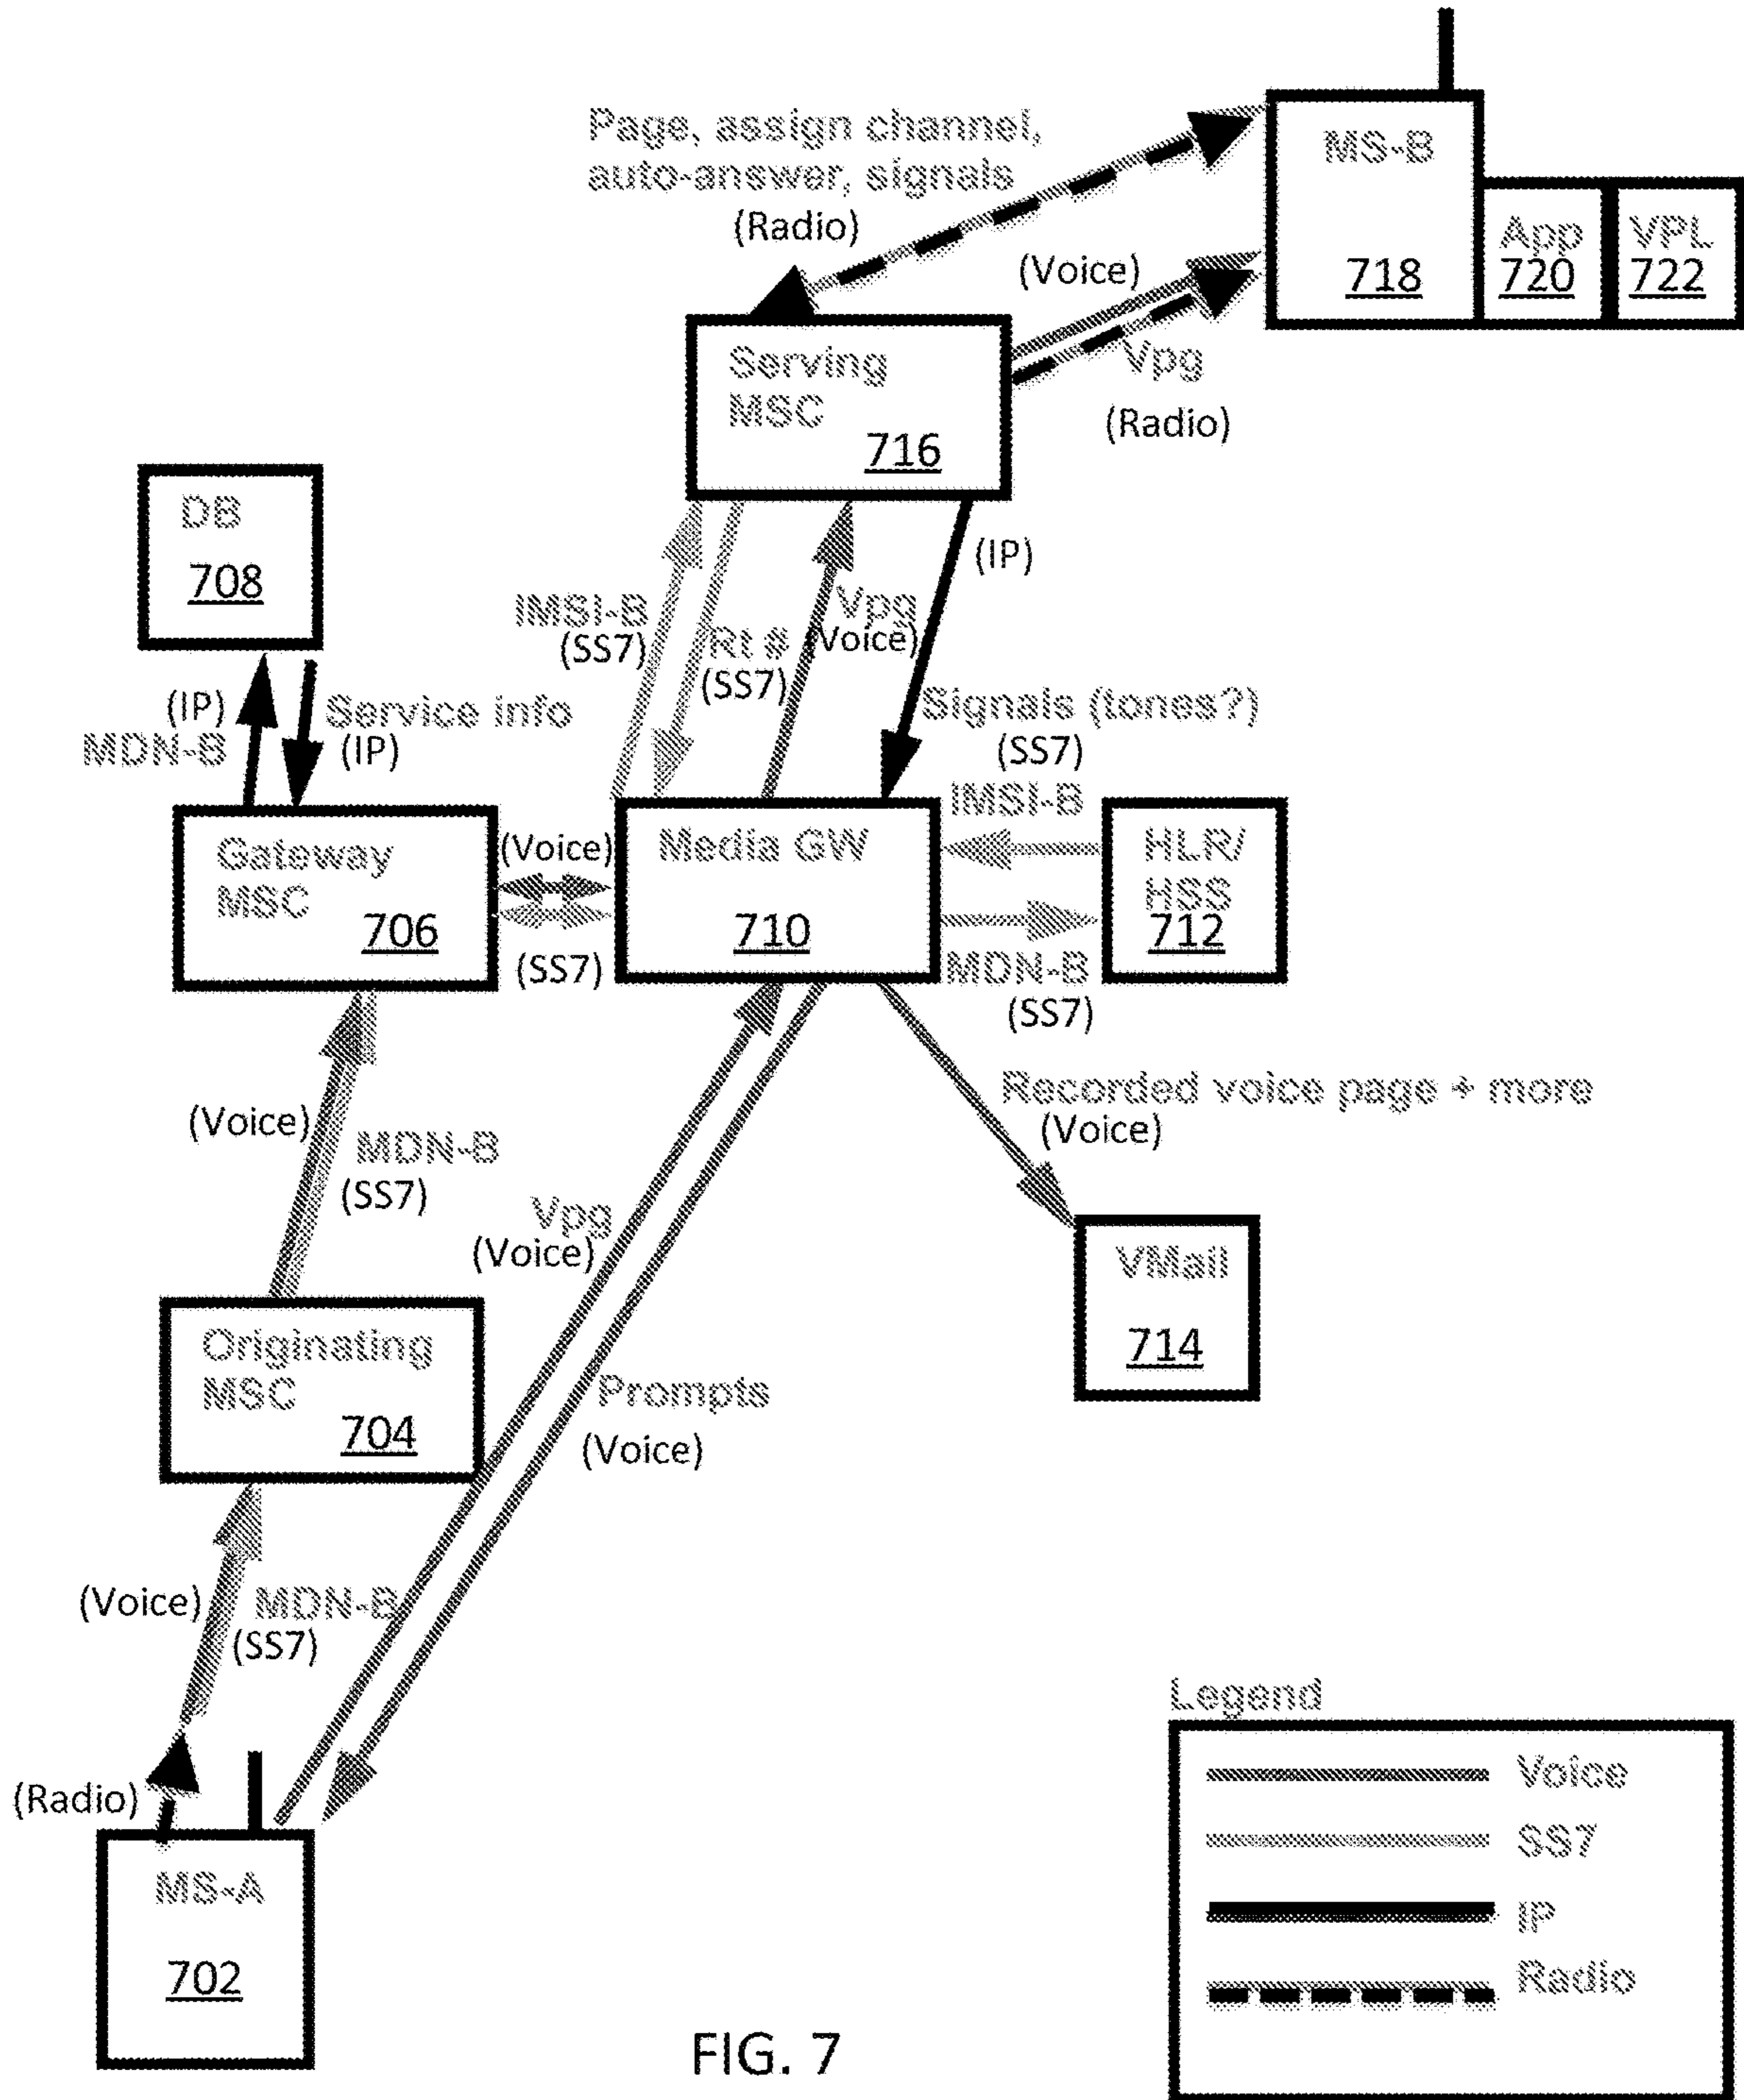 Page, assign channel,
auto-answer, signals
(Radio)
MS-B
718
App
720
VPL
722
(Voice)
Vpg
(Radio)
Serving
MSC
716
DB
708
(IP)
MDN-B
Service info
(IP)
IMSI-B
(SS7)
Rt #
(SS7)
Vpg
(Voice)
(IP)
Signals (tones?)
(SS7)
Gateway
MSC
706
(Voice)
(SS7)
Media GW
710
IMSI-B
MDN-B
(SS7)
HLR/
HSS
712
(Voice)
MDN-B
(SS7)
Recorded voice page + more
(Voice)
VMail
714
Vpg
(Voice)
Originating
MSC
704
Prompts
(Voice)
(Voice)
MDN-B
(SS7)
(Radio)
MS-A
702
Legend
Voice
SS7
IP
Radio
FIG. 7